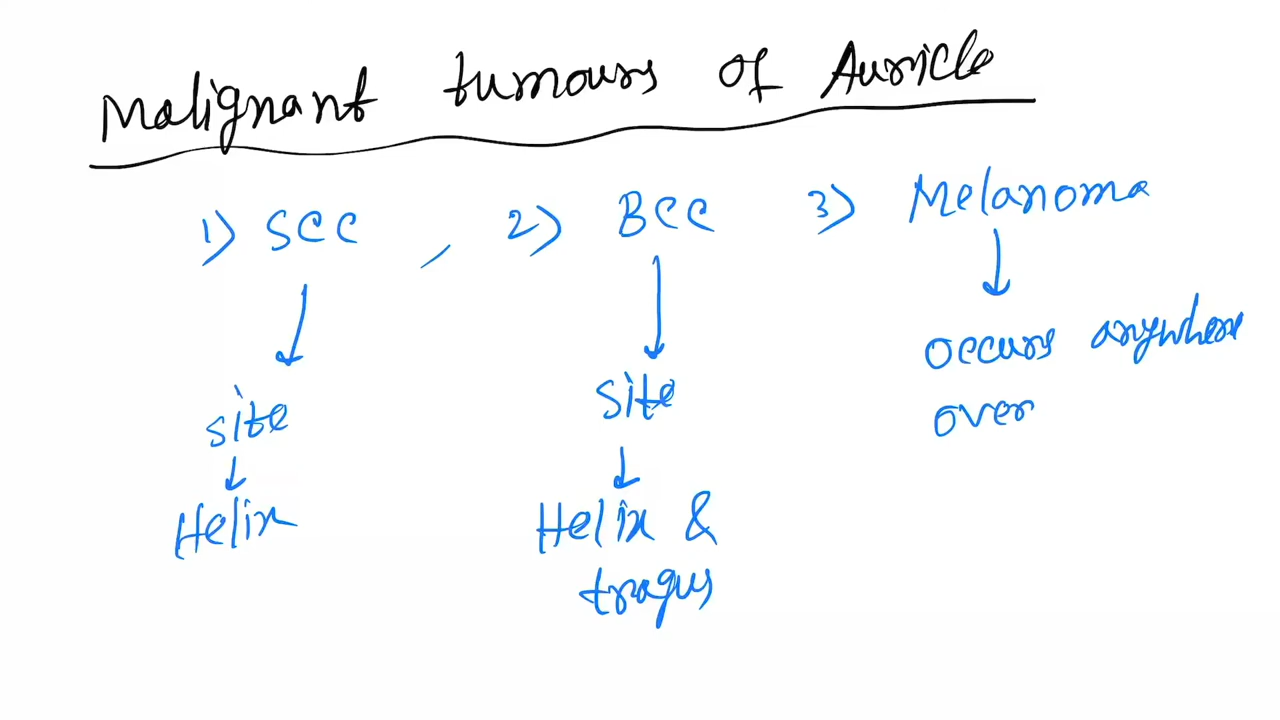 Malignant tumours of Auricle
1) SCC , 2) BCC 3) Melanoma
site
Helix
site
Helix &
tragus
occurs anywhere
over